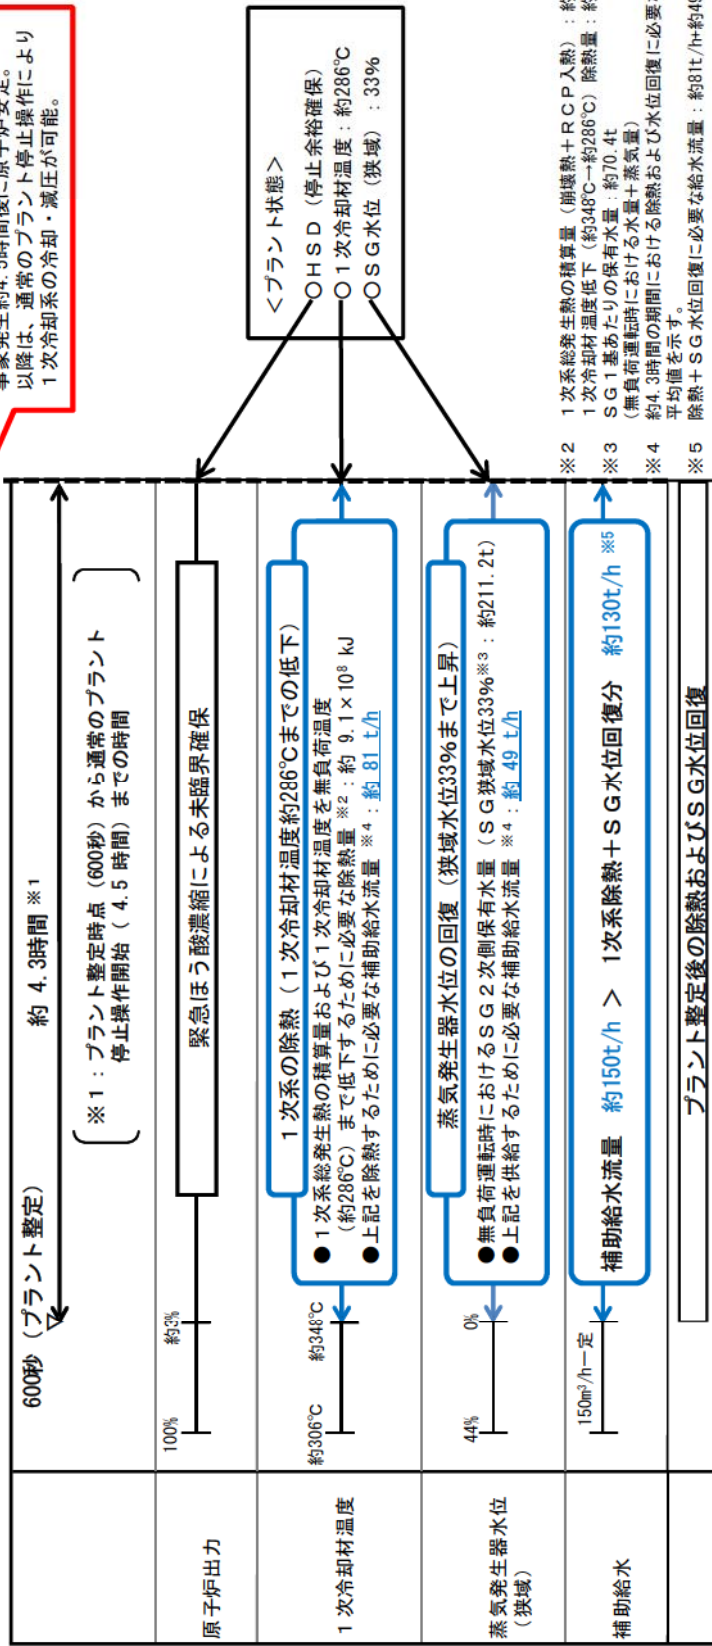 事象発生約4.5時間後に原子炉安定。
以降は、通常のプラント停止操作により
1次冷却系の冷却・減圧が可能。
600秒（プラント整定）
約 4.3時間 ※1
※1：プラント整定時点（600秒）から通常のプラント
停止操作開始（ 4.5 時間）までの時間
原子炉出力
100%
約3%
緊急ほう酸濃縮による未臨界確保
1次冷却材温度
約306℃
約348℃
1次系の除熱（1次冷却材温度約286℃までの低下）
●1次系総発生熱の積算量および1次冷却材温度を無負荷温度
（約286℃）まで低下するために必要な除熱量 ※2：約 9.1×10⁸ kJ
●上記を除熱するために必要な補助給水流量 ※4：約 81 t/h
蒸気発生器水位
（狭域）
44%
0%
蒸気発生器水位の回復（狭域水位33%まで上昇）
●無負荷運転時におけるSG2次側保有水量（SG狭域水位33%※3：約211.2t）
●上記を供給するために必要な補助給水流量 ※4：約 49 t/h
補助給水
150m³/h一定
補助給水流量　約150t/h ＞ 1次系除熱＋SG水位回復分　約130t/h ※5
プラント整定後の除熱およびSG水位回復
＜プラント状態＞
○HSD（停止余裕確保）
○1次冷却材温度：約286℃
○SG水位（狭域）：33%
※2　1次系総発生熱の積算量（崩壊熱＋RCP入熱）：約
1次冷却材温度低下（約348℃→約286℃）除熱量：約
※3　SG1基あたりの保有水量：約70.4t
（無負荷運転時における水量＋蒸気量）
※4　約4.3時間の期間における除熱および水位回復に必要な
平均値を示す。
※5　除熱＋SG水位回復に必要な給水流量：約81t/h+約49